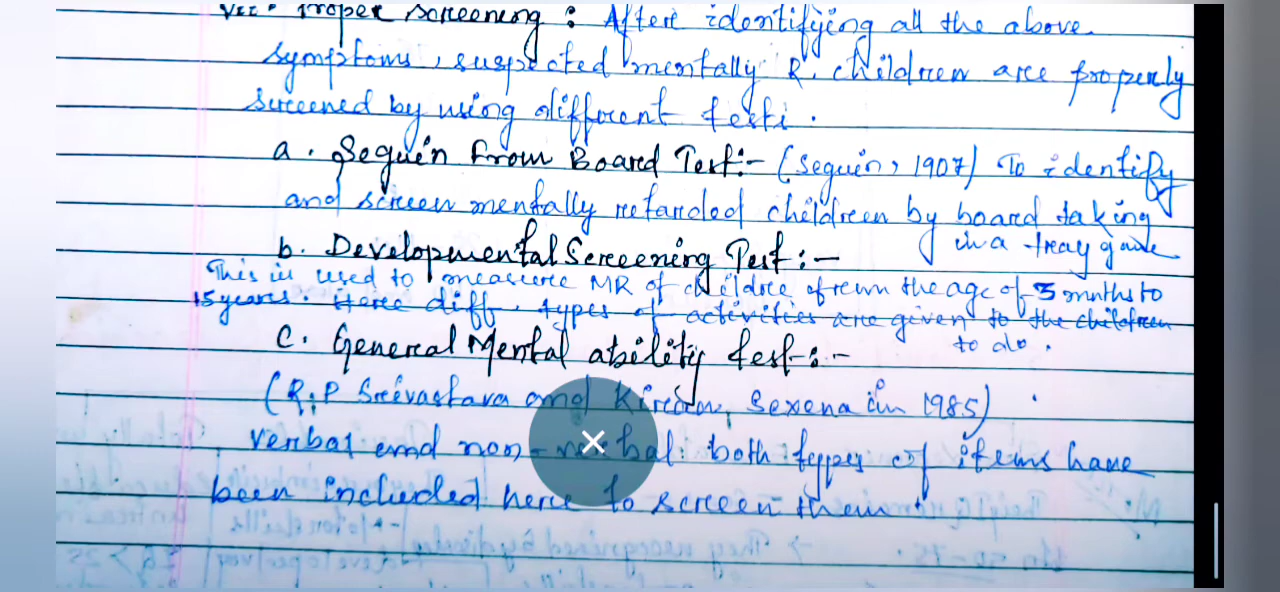 VII. Proper screening : After identifying all the above
symptoms, suspected mentally R. children are properly
screened by using different tests.
a. Seguin From Board Test:- (Seguin, 1907) To identify
and screen mentally retarded children by board taking
in a tray game
b. Developmental Screening Test :-
This is used to measure MR of children from the age of 3 months to
15 years. Here diff. types of activities are given to the children
to do.
C. General Mental ability test :-
(R.P Srivastava and Kiran, Sexena in 1985)
verbal and non-verbal both types of items have
been included here to screen them.